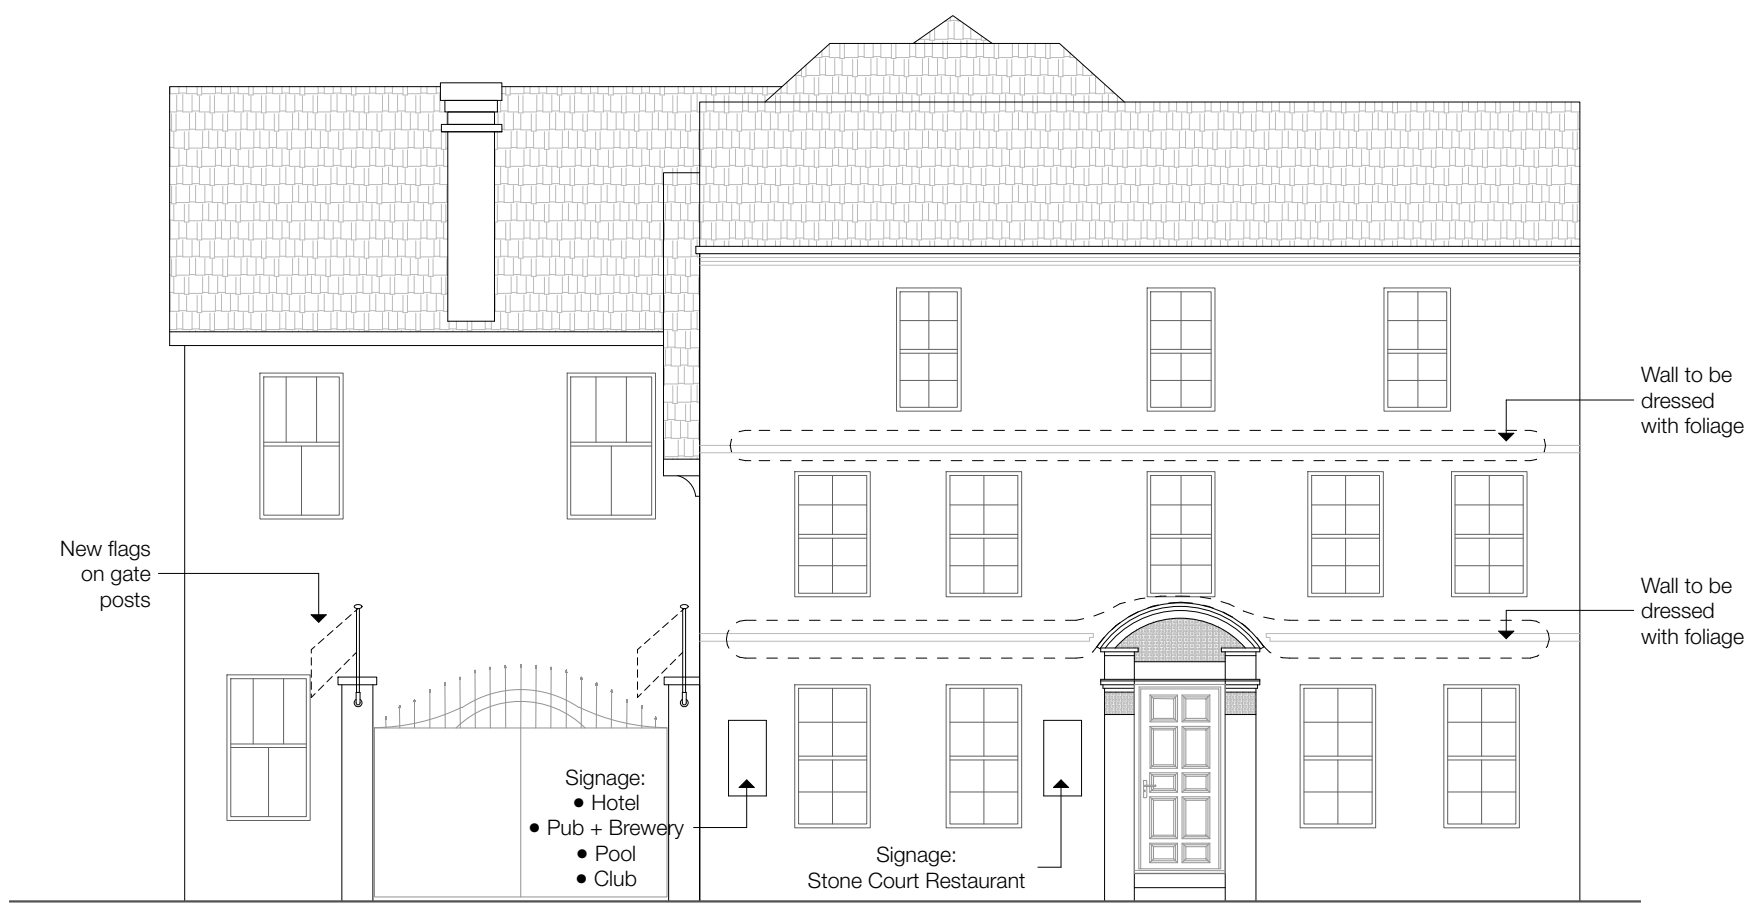 Wall to be
dressed
with foliage
New flags
on gate
posts
Wall to be
dressed
with foliage
Signage:
• Hotel
• Pub + Brewery
• Pool
• Club
Signage:
Stone Court Restaurant